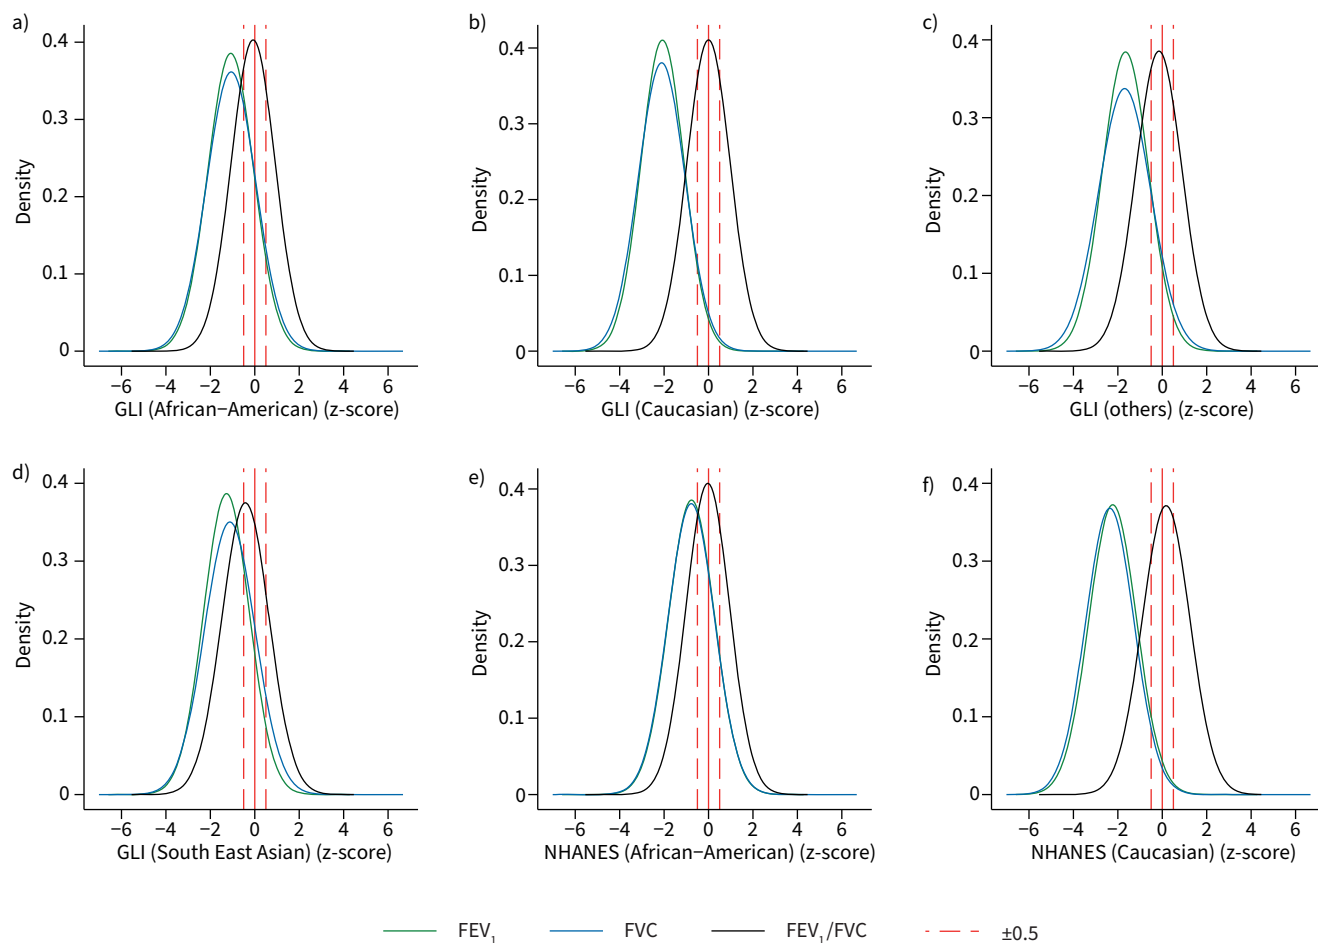 a)
0.4
0.3
0.2
0.1
0
Density
−6 −4 −2 0 2 4 6
GLI (African−American) (z-score)
b)
0.4
0.3
0.2
0.1
0
Density
−6 −4 −2 0 2 4 6
GLI (Caucasian) (z-score)
c)
0.4
0.3
0.2
0.1
0
Density
−6 −4 −2 0 2 4 6
GLI (others) (z-score)
d)
0.4
0.3
0.2
0.1
0
Density
−6 −4 −2 0 2 4 6
GLI (South East Asian) (z-score)
e)
0.4
0.3
0.2
0.1
0
Density
−6 −4 −2 0 2 4 6
NHANES (African−American) (z-score)
f)
0.4
0.3
0.2
0.1
0
Density
−6 −4 −2 0 2 4 6
NHANES (Caucasian) (z-score)
FEV₁ FVC FEV₁/FVC ±0.5